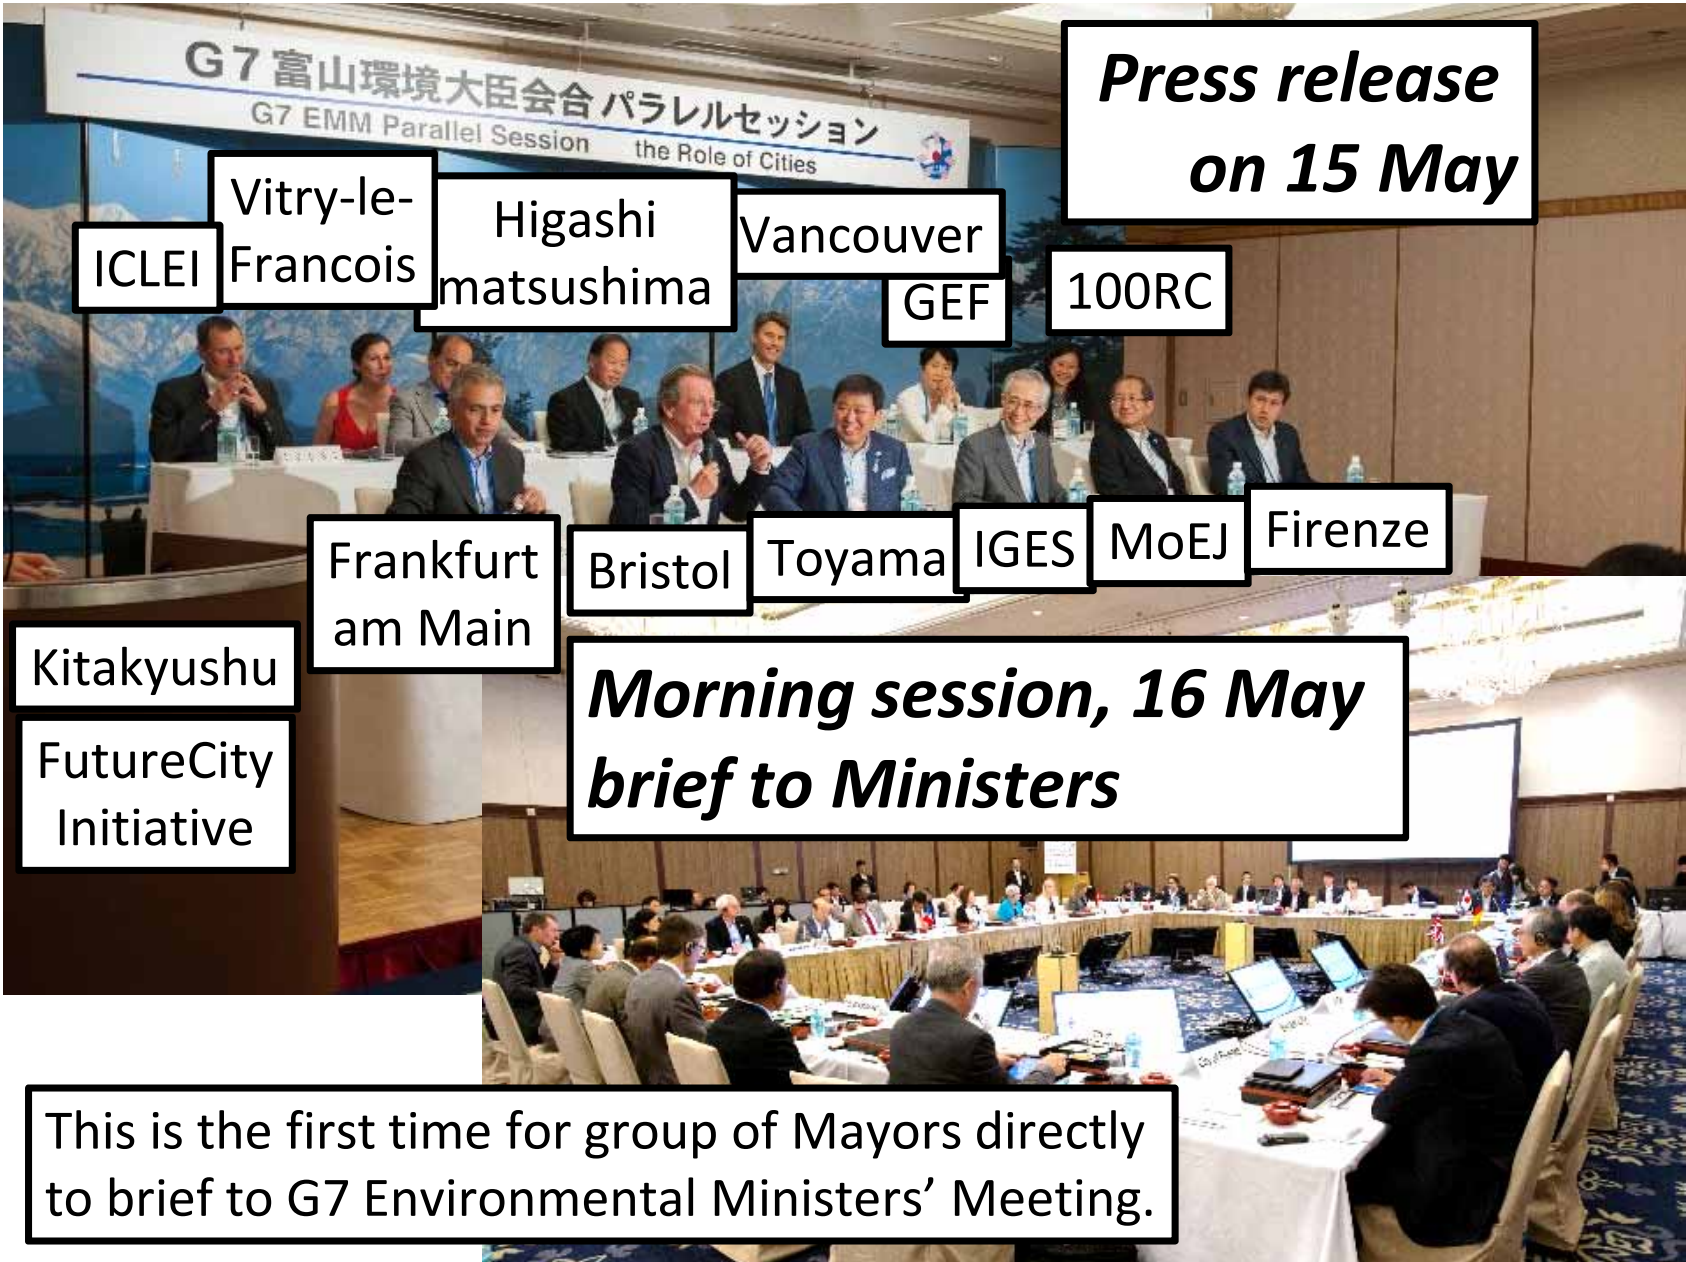 G7富山環境大臣会合 パラレルセッション
G7 EMM Parallel Session the Role of Cities
Press release
on 15 May
ICLEI
Vitry-le-
Francois
Higashi
matsushima
Vancouver
GEF
100RC
Frankfurt
am Main
Bristol
Toyama
IGES
MoEJ
Firenze
Kitakyushu
FutureCity
Initiative
Morning session, 16 May
brief to Ministers
This is the first time for group of Mayors directly
to brief to G7 Environmental Ministers’ Meeting.